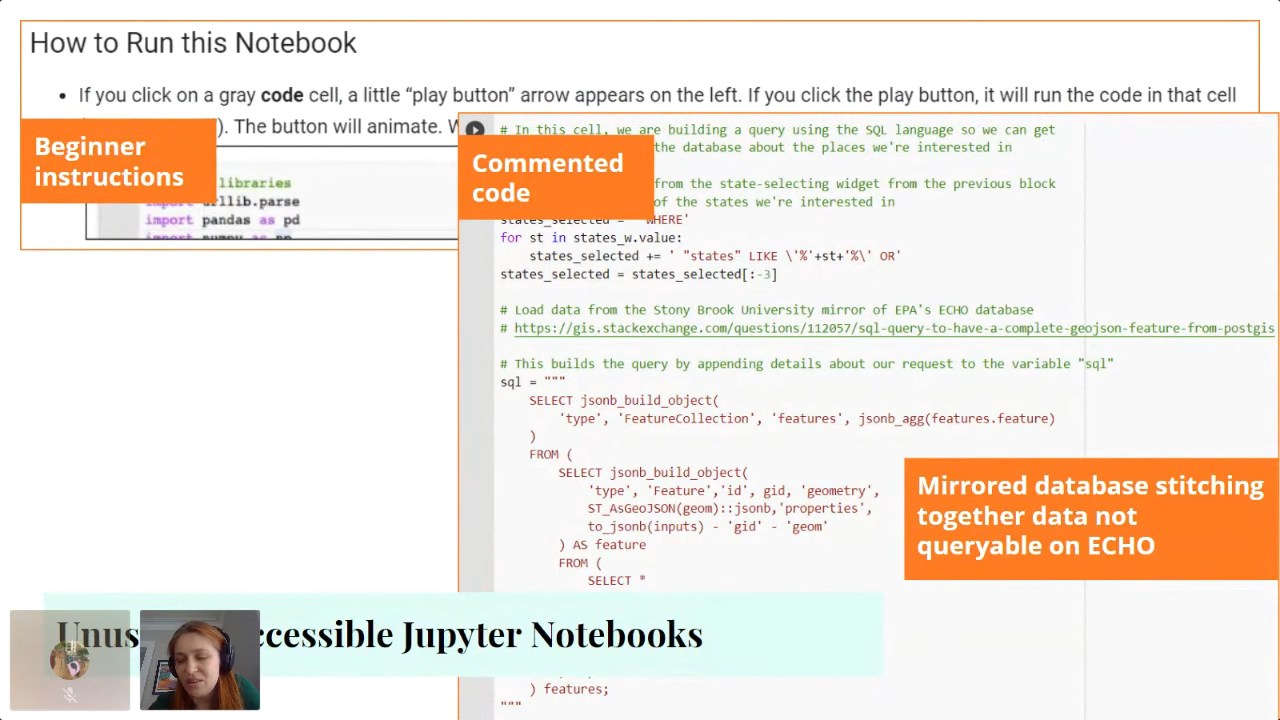 How to Run this Notebook
• If you click on a gray code cell, a little “play button” arrow appears on the left. If you click the play button, it will run the code in that cell
). The button will animate. W
Beginner
instructions
libraries
import urllib.parse
import pandas as pd
import numpy as np
Commented
code
# In this cell, we are building a query using the SQL language so we can get
the database about the places we're interested in
from the state-selecting widget from the previous block
of the states we're interested in
states_selected = 'WHERE'
for st in states_w.value:
states_selected += ' "states" LIKE \'%'+st+'%\' OR'
states_selected = states_selected[:-3]
# Load data from the Stony Brook University mirror of EPA's ECHO database
# https://gis.stackexchange.com/questions/112057/sql-query-to-have-a-complete-geojson-feature-from-postgis
# This builds the query by appending details about our request to the variable "sql"
sql = """
SELECT jsonb_build_object(
'type', 'FeatureCollection', 'features', jsonb_agg(features.feature)
)
FROM (
SELECT jsonb_build_object(
'type', 'Feature','id', gid, 'geometry',
ST_AsGeoJSON(geom)::jsonb,'properties',
to_jsonb(inputs) - 'gid' - 'geom'
) AS feature
FROM (
SELECT *
Mirrored database stitching
together data not
queryable on ECHO
Jupyter Notebooks
) features;
"""